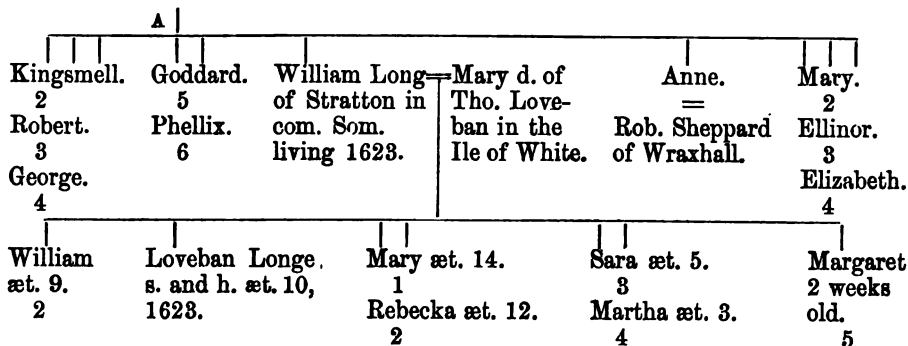 A
Kingsmell.
2
Robert.
3
George.
4
Goddard.
5
Phellix.
6
William Long
of Stratton in
com. Som.
living 1623.
=
Mary d. of
Tho. Love-
ban in the
Ile of White.
Anne.
=
Rob. Sheppard
of Wraxhall.
Mary.
2
Ellinor.
3
Elizabeth.
4
William
æt. 9.
2
Loveban Longe
s. and h. æt. 10,
1623.
Mary æt. 14.
1
Rebecka æt. 12.
2
Sara æt. 5.
3
Martha æt. 3.
4
Margaret
2 weeks
old.
5